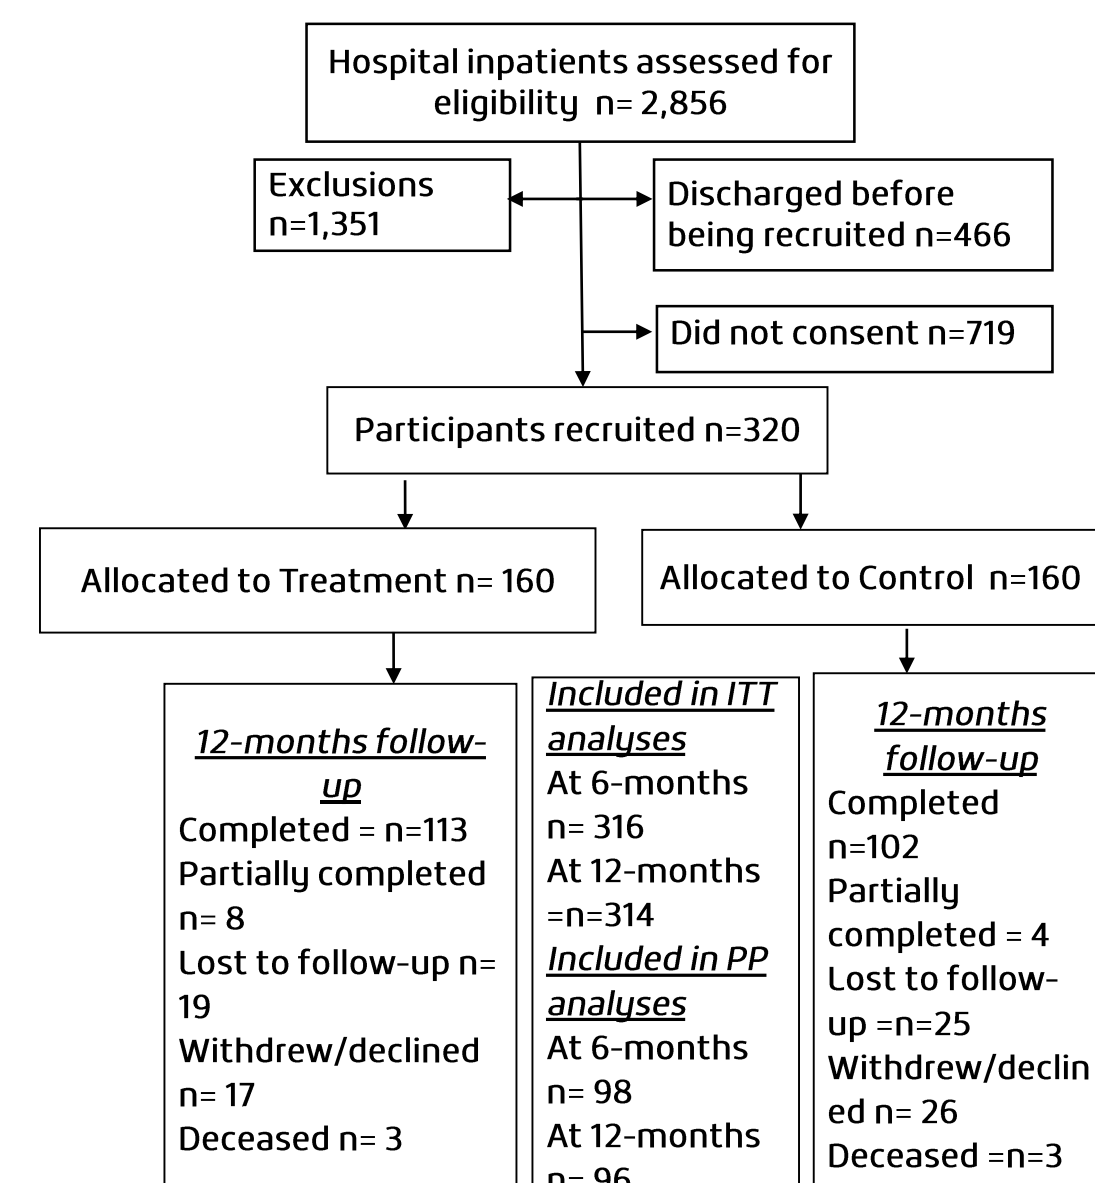 Hospital inpatients assessed for
eligibility  n= 2,856
Exclusions
n=1,351
Discharged before
being recruited n=466
Did not consent n=719
Participants recruited n=320
Allocated to Treatment n= 160
Allocated to Control  n=160
12-months follow-
up
Completed = n=113
Partially completed
n= 8
Lost to follow-up n=
19
Withdrew/declined
n= 17
Deceased n= 3
Included in ITT
analyses
At 6-months
n= 316
At 12-months
=n=314
Included in PP
analyses
At 6-months
n= 98
At 12-months
n= 96
12-months
follow-up
Completed
n=102
Partially
completed = 4
Lost to follow-
up =n=25
Withdrew/declin
ed n= 26
Deceased =n=3